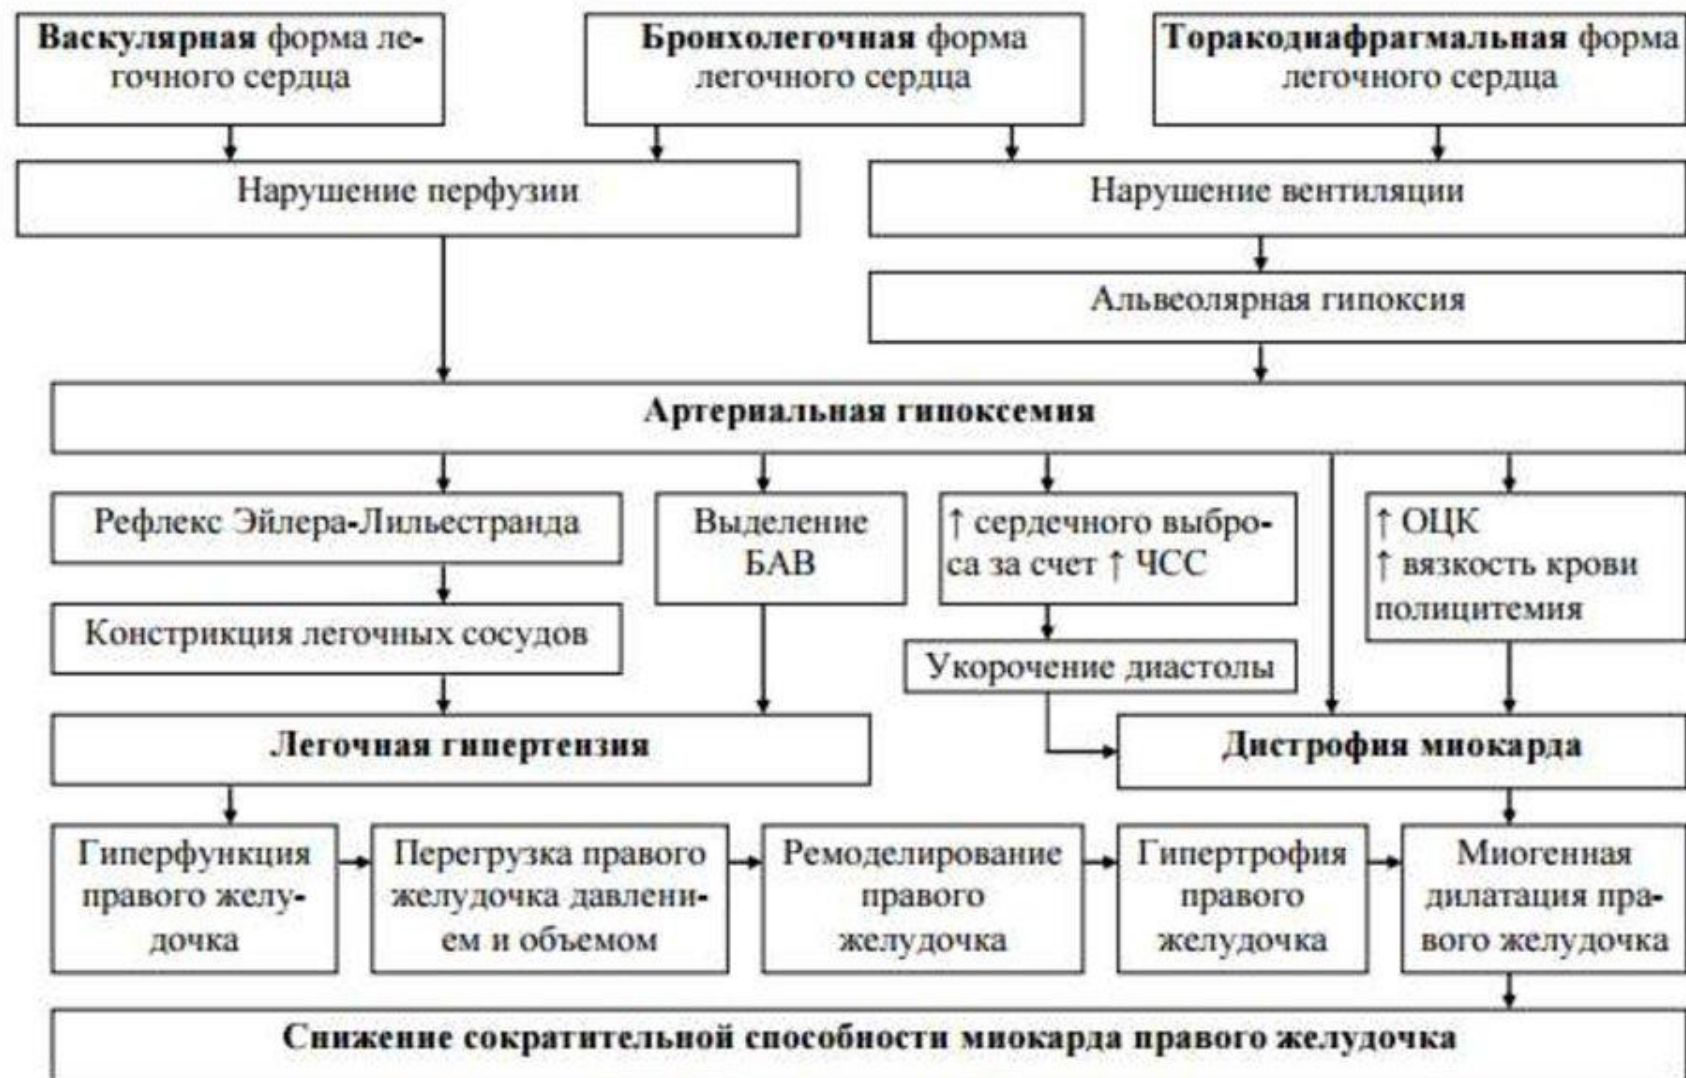 Васкулярная форма ле-
гочного сердца
Бронхолегочная форма
легочного сердца
Торакодиафрагмальная форма
легочного сердца
Нарушение перфузии
Нарушение вентиляции
Альвеолярная гипоксия
Артериальная гипоксемия
Рефлекс Эйлера-Лильестранда
Выделение
БАВ
↑ сердечного выбро-
са за счет ↑ ЧСС
↑ ОЦК
↑ вязкость крови
полицитемия
Констрикция легочных сосудов
Укорочение диастолы
Легочная гипертензия
Дистрофия миокарда
Гиперфункция
правого желу-
дочка
Перегрузка правого
желудочка давлени-
ем и объемом
Ремоделирование
правого
желудочка
Гипертрофия
правого
желудочка
Миогенная
дилатация пра-
вого желудочка
Снижение сократительной способности миокарда правого желудочка